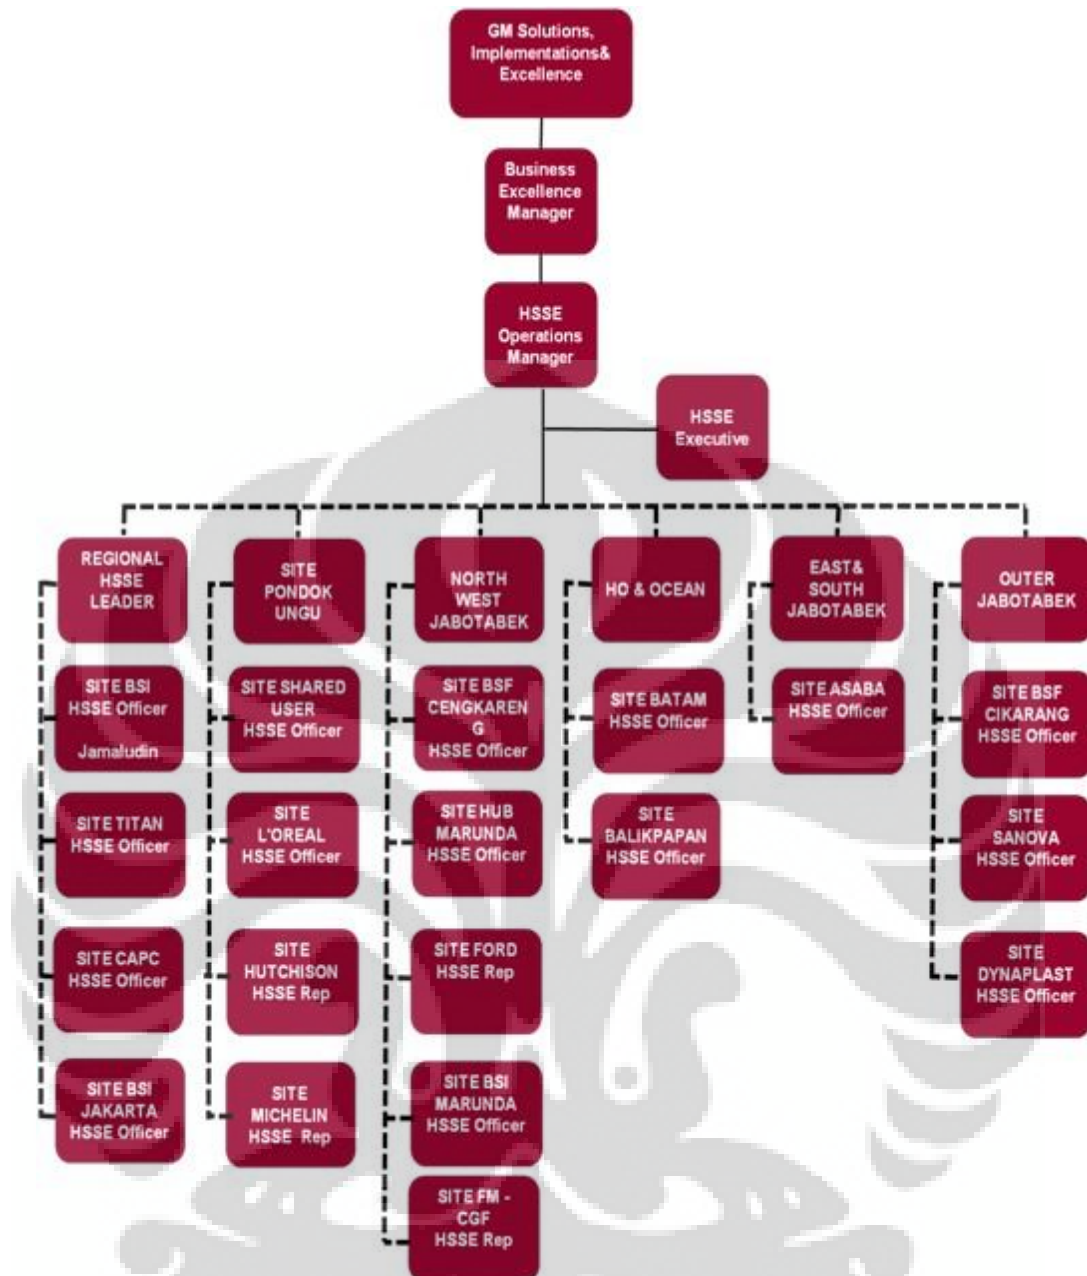 GM Solutions,
Implementations&
Excellence
Business
Excellence
Manager
HSSE
Operations
Manager
HSSE
Executive
REGIONAL
HSSE
LEADER
SITE
PONDOK
UNGU
NORTH
WEST
JABOTABEK
HO & OCEAN
EAST&
SOUTH
JABOTABEK
OUTER
JABOTABEK
SITE BSI
HSSE Officer
Jamaludin
SITE SHARED
USER
HSSE Officer
SITE BSF
CENGKAREN
G
HSSE Officer
SITE BATAM
HSSE Officer
SITE ASABA
HSSE Officer
SITE BSF
CIKARANG
HSSE Officer
SITE TITAN
HSSE Officer
SITE
L'OREAL
HSSE Officer
SITE HUB
MARUNDA
HSSE Officer
SITE
BALIKPAPAN
HSSE Officer
SITE
SANOVA
HSSE Officer
SITE CAPC
HSSE Officer
SITE
HUTCHISON
HSSE Rep
SITE FORD
HSSE Rep
SITE
DYNAPLAST
HSSE Officer
SITE BSI
JAKARTA
HSSE Officer
SITE
MICHELIN
HSSE Rep
SITE BSI
MARUNDA
HSSE Officer
SITE FM -
CGF
HSSE Rep